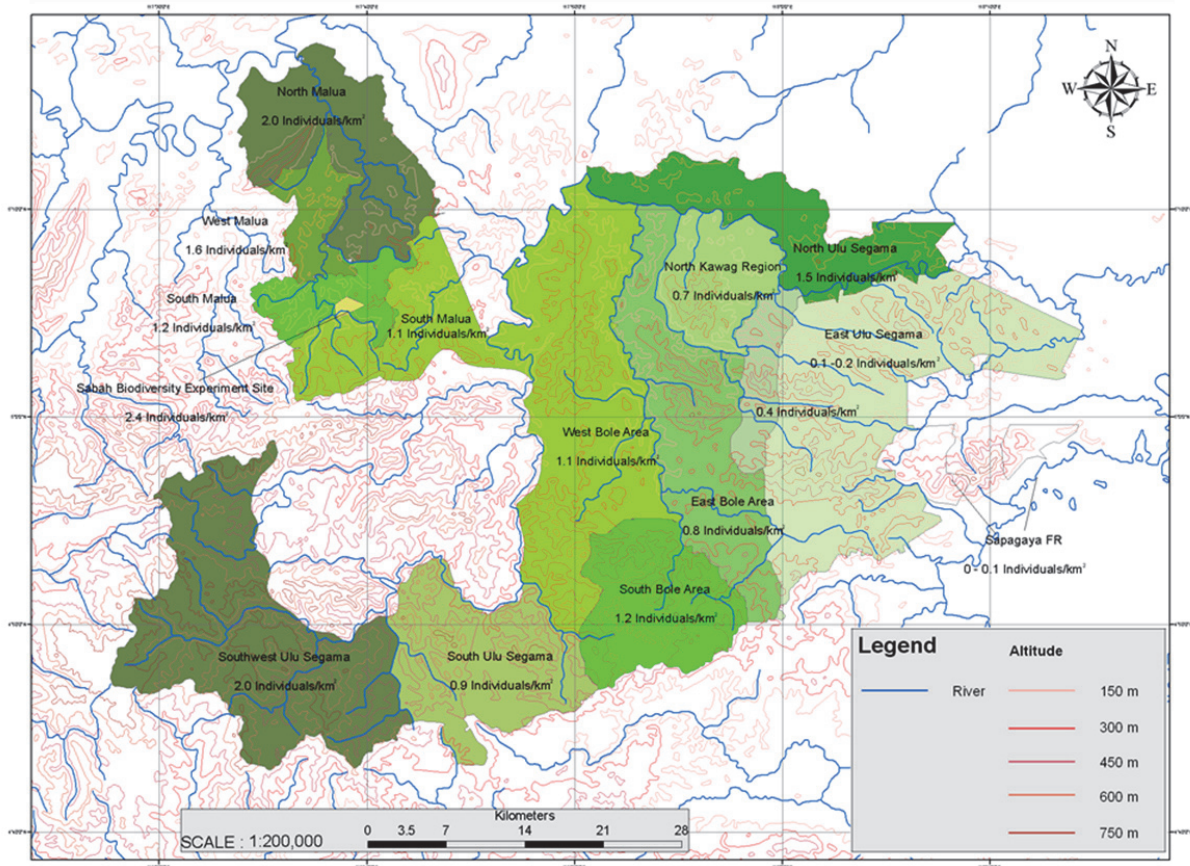 N
W E
S
North Malua
2.0 Individuals/km²
West Malua
1.6 Individuals/km
South Malua
1.2 Individuals/km²
South Malua
1.1 Individuals/km
Sabah Biodiversity Experiment Site
2.4 Individuals/km²
North Ulu Segama
1.5 Individuals/km²
North Kawag Region
0.7 Individuals/km²
East Ulu Segama
0.1 -0.2 Individuals/km²
0.4 Individuals/km²
West Bole Area
1.1 Individuals/km²
East Bole Area
0.8 Individuals/km²
Sapagaya FR
0 - 0.1 Individuals/km²
South Bole Area
1.2 Individuals/km²
Southwest Ulu Segama
2.0 Individuals/km²
South Ulu Segama
0.9 Individuals/km²
Legend
Altitude
River
150 m
300 m
450 m
600 m
750 m
Kilometers
SCALE : 1:200,000
0 3.5 7 14 21 28